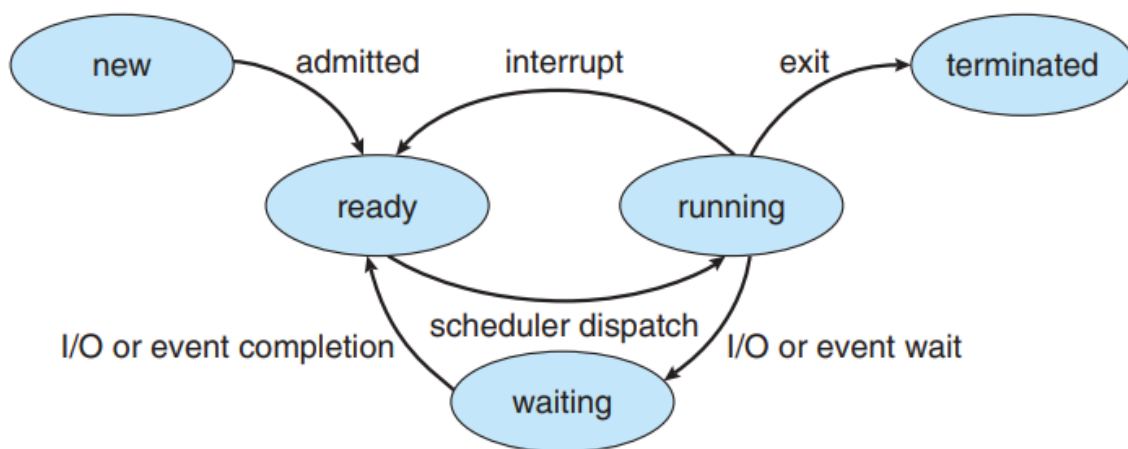 new
admitted
interrupt
exit
terminated
ready
running
scheduler dispatch
I/O or event completion
I/O or event wait
waiting